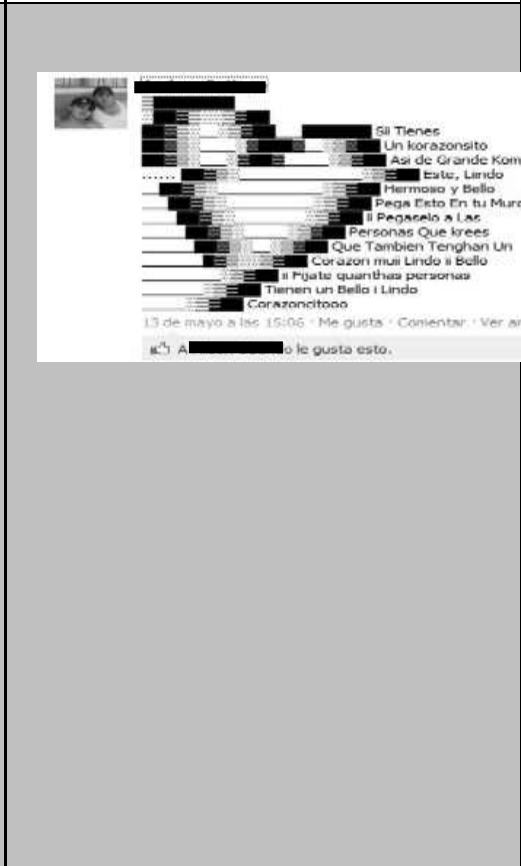 Sii Tienes
Un korazonsito
Asi de Grande Kom
Este, Liindo
Hermoso y Bello
Pega Esto En tu Muro
ii Pegaselo a Las
Personas Que krees
Que Tambien Tenghan Un
Corazon muii Lindo ii Bello
ii Fijate quanthas personas
Tienen un Bello i Lindo
Corazoncitooo
13 de mayo a las 15:06 · Me gusta · Comentar · Ver
A o le gusta esto.